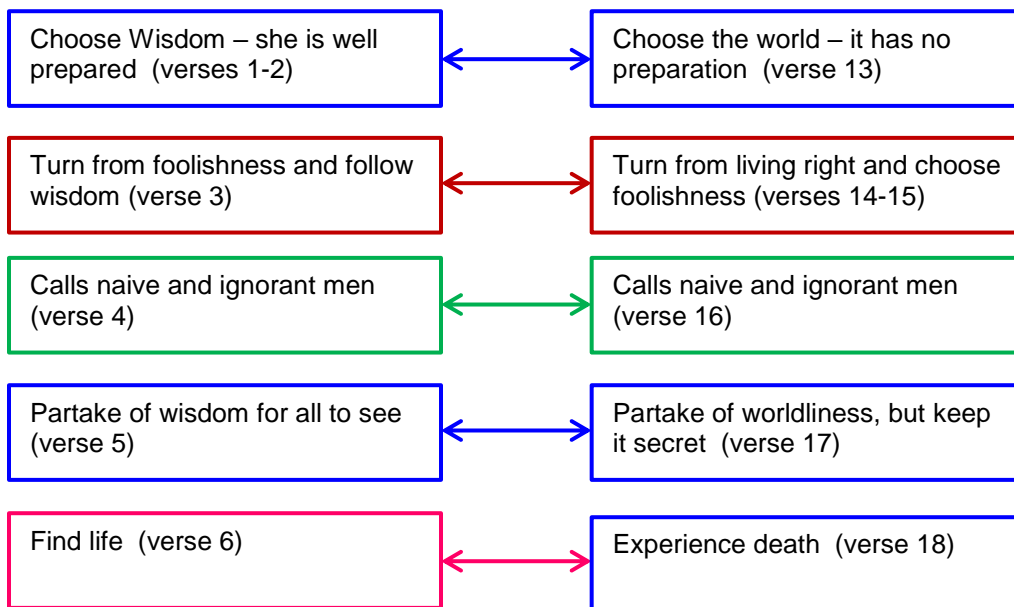 Choose Wisdom – she is well
prepared  (verses 1-2)
Choose the world – it has no
preparation  (verse 13)
Turn from foolishness and follow
wisdom (verse 3)
Turn from living right and choose
foolishness (verses 14-15)
Calls naive and ignorant men
(verse 4)
Calls naive and ignorant men
(verse 16)
Partake of wisdom for all to see
(verse 5)
Partake of worldliness, but keep
it secret  (verse 17)
Find life  (verse 6)
Experience death  (verse 18)